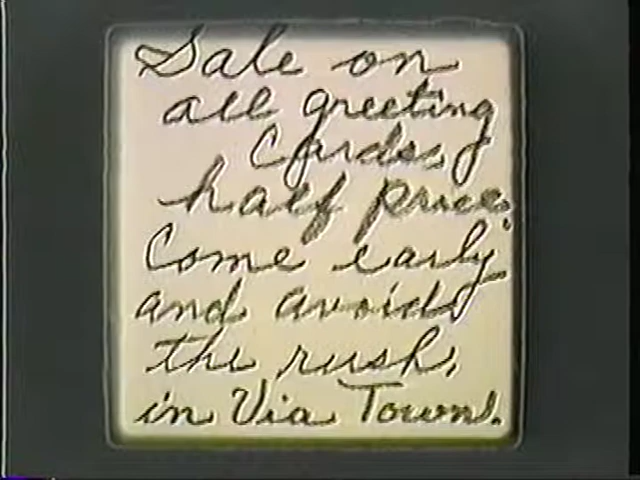 Sale on
all greeting
Cards,
half price.
Come early
and avoid
the rush,
in Via Town.